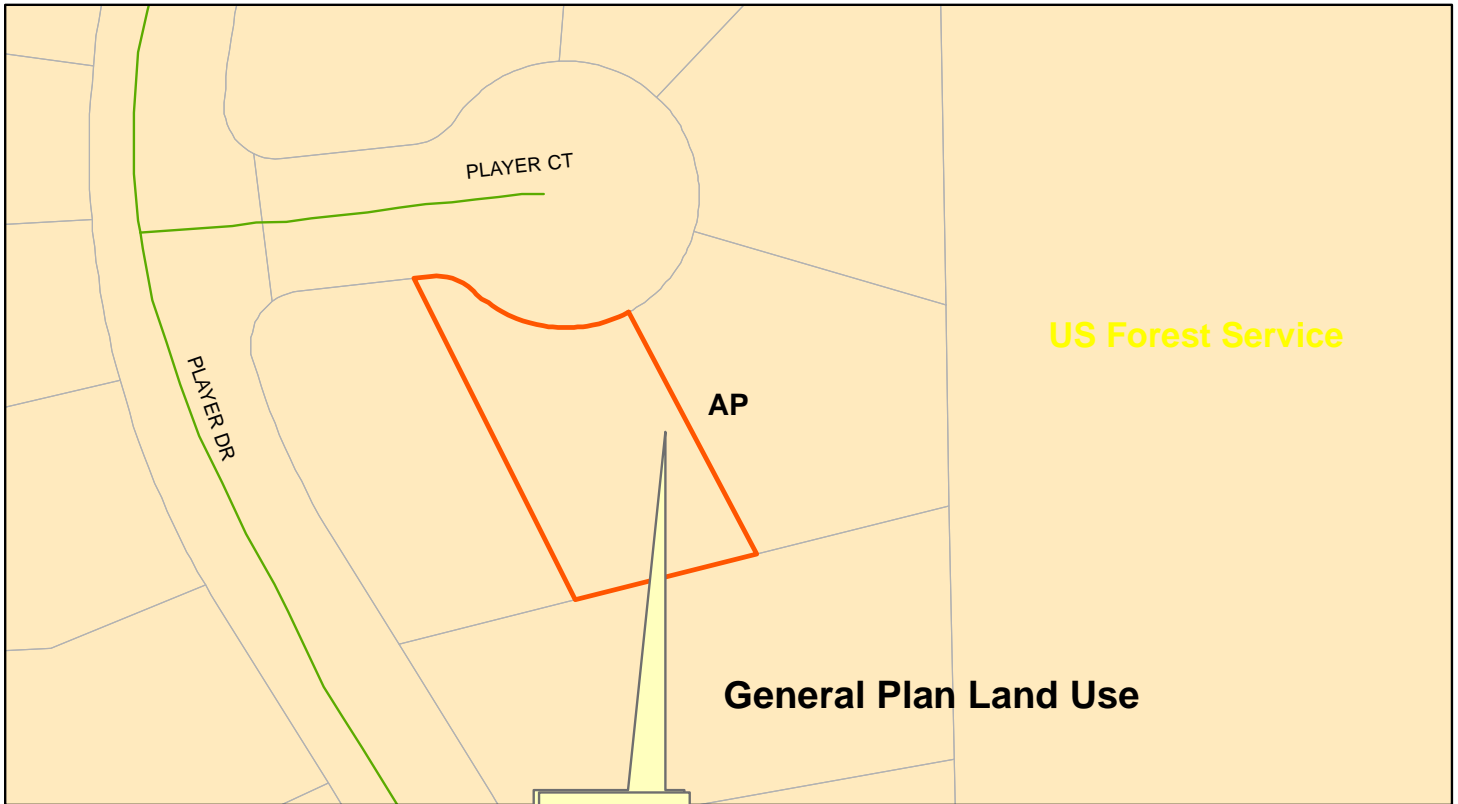 PLAYER CT
US Forest Service
PLAYER DR
AP
General Plan Land Use